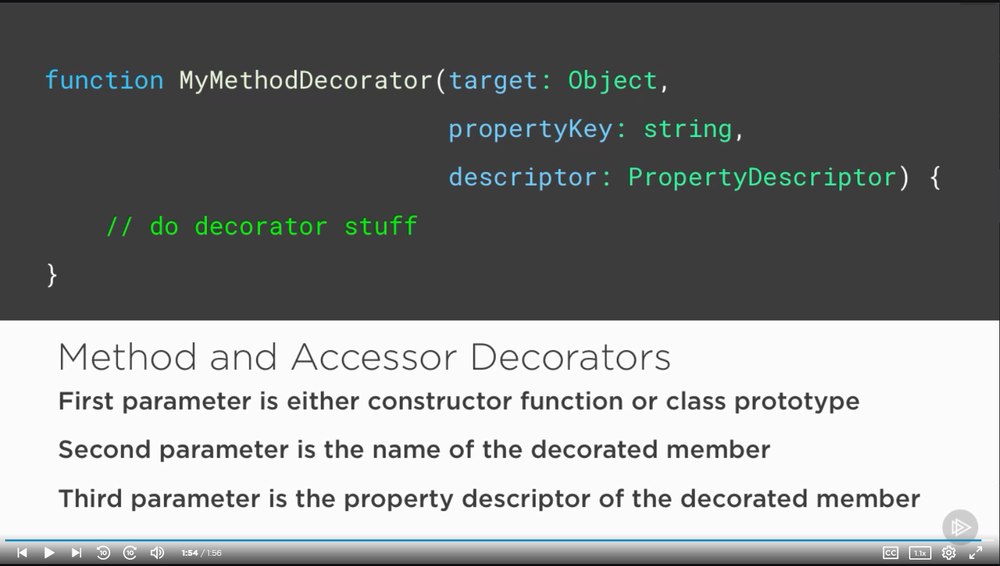 function MyMethodDecorator(target: Object,
propertyKey: string,
descriptor: PropertyDescriptor) {
// do decorator stuff
}
Method and Accessor Decorators
First parameter is either constructor function or class prototype
Second parameter is the name of the decorated member
Third parameter is the property descriptor of the decorated member
10 10 1:54 / 1:56 CC 1.1x